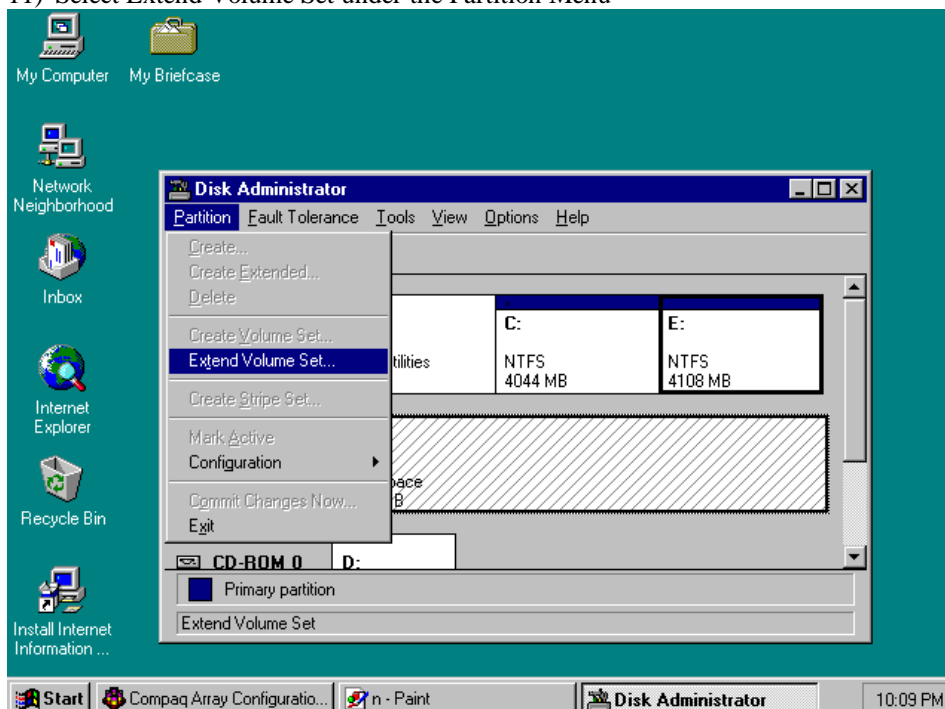 11) Select Extend Volume Set under the Partition Menu
My Computer
My Briefcase
Network
Neighborhood
Inbox
Internet
Explorer
Recycle Bin
Install Internet
Information ...
Disk Administrator
Partition Fault Tolerance Tools View Options Help
Create...
Create Extended...
Delete
Create Volume Set...
Extend Volume Set...
Create Stripe Set...
Mark Active
Configuration
Commit Changes Now...
Exit
tilities
C:
NTFS
4044 MB
E:
NTFS
4108 MB
pace
B
CD-ROM 0 D:
Primary partition
Extend Volume Set
Start Compaq Array Configuratio... n - Paint Disk Administrator 10:09 PM